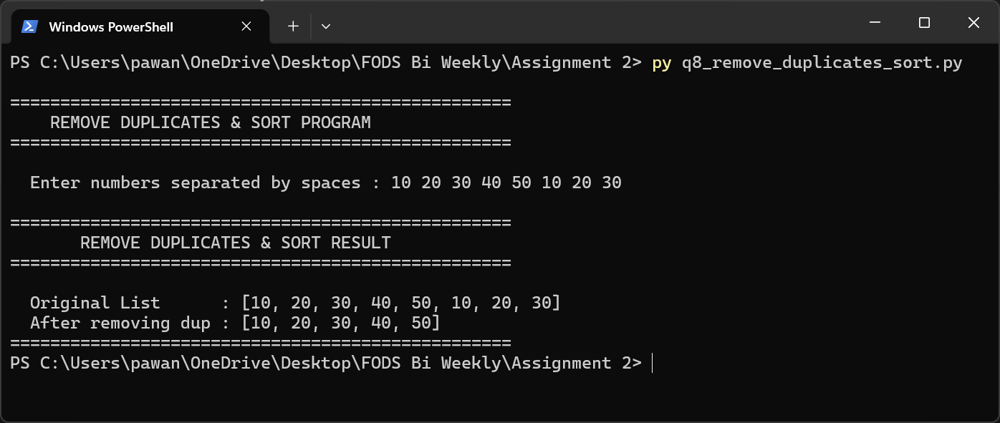 Windows PowerShell
PS C:\Users\pawan\OneDrive\Desktop\FODS Bi Weekly\Assignment 2> py q8_remove_duplicates_sort.py
==================================================
    REMOVE DUPLICATES & SORT PROGRAM
==================================================
  Enter numbers separated by spaces : 10 20 30 40 50 10 20 30
==================================================
       REMOVE DUPLICATES & SORT RESULT
==================================================
  Original List      : [10, 20, 30, 40, 50, 10, 20, 30]
  After removing dup : [10, 20, 30, 40, 50]
==================================================
PS C:\Users\pawan\OneDrive\Desktop\FODS Bi Weekly\Assignment 2>